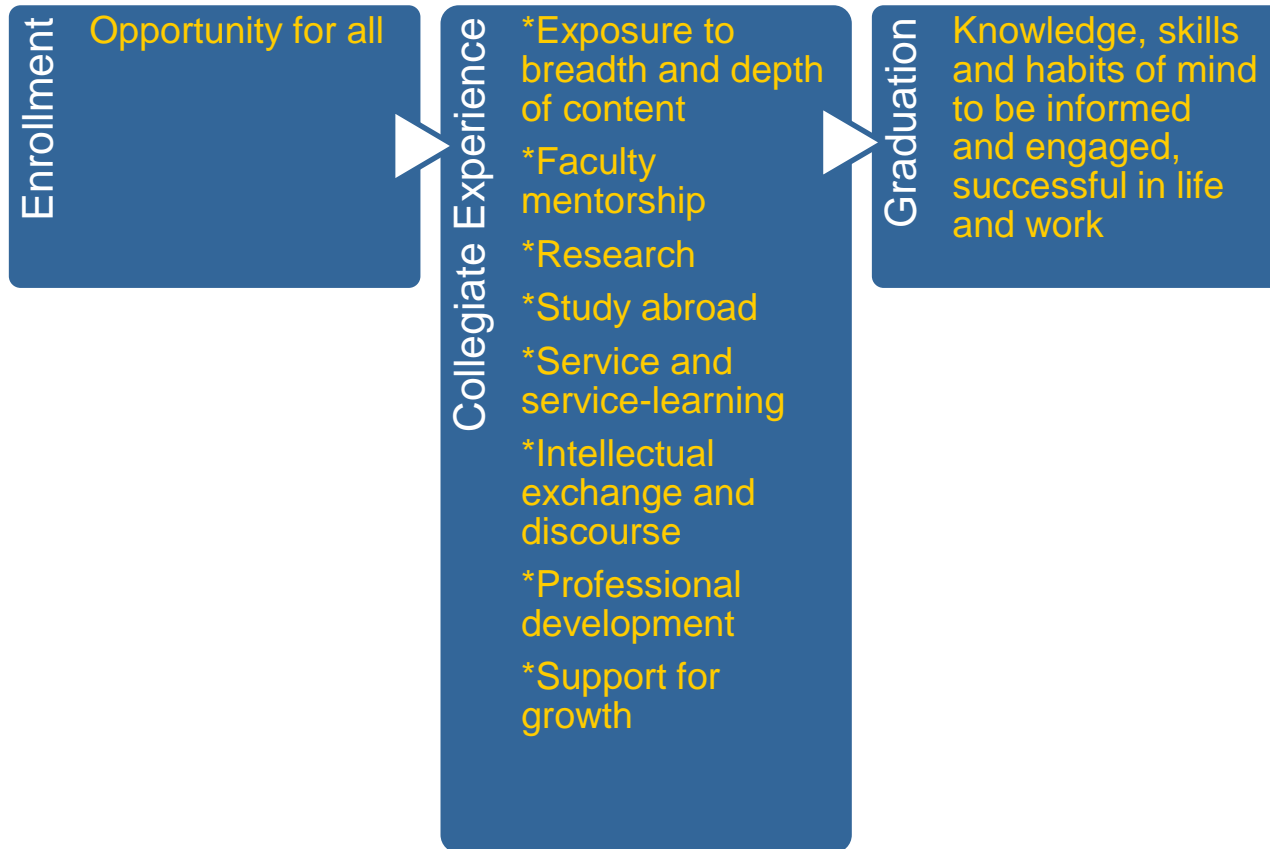 Enrollment
Opportunity for all
Collegiate Experience
*Exposure to
breadth and depth
of content
*Faculty
mentorship
*Research
*Study abroad
*Service and
service-learning
*Intellectual
exchange and
discourse
*Professional
development
*Support for
growth
Graduation
Knowledge, skills
and habits of mind
to be informed
and engaged,
successful in life
and work